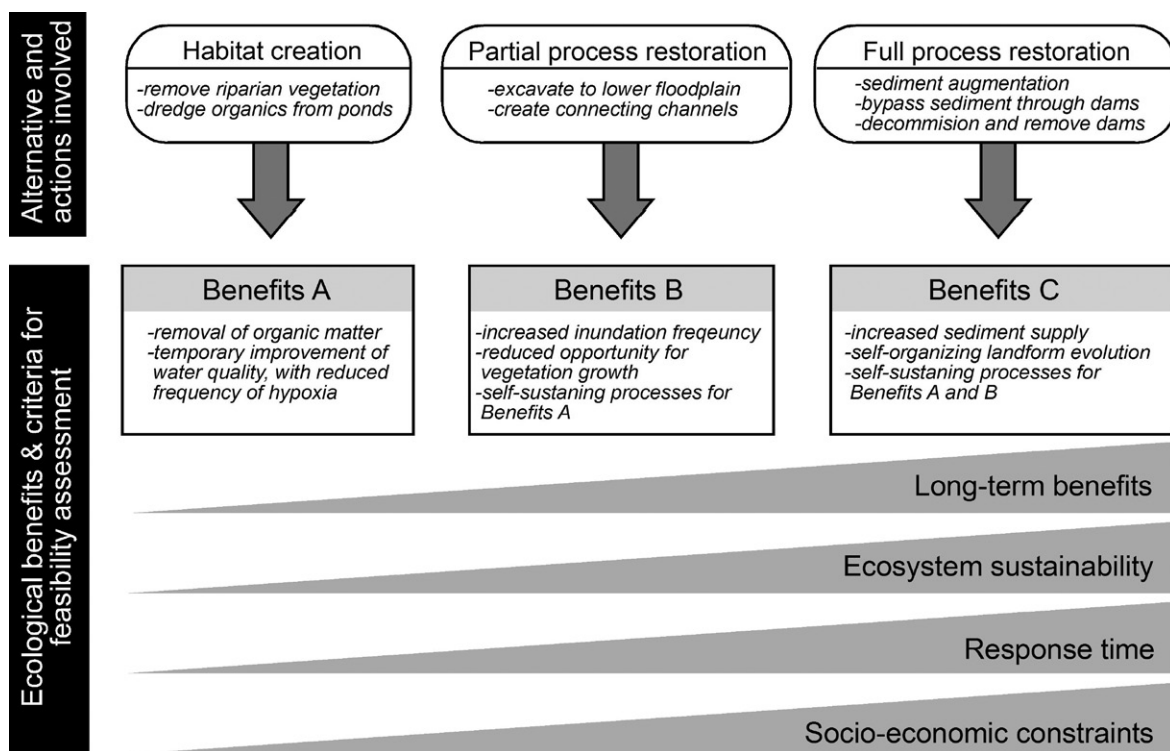 Alternative and
actions involved
Habitat creation
-remove riparian vegetation
-dredge organics from ponds
Partial process restoration
-excavate to lower floodplain
-create connecting channels
Full process restoration
-sediment augmentation
-bypass sediment through dams
-decommision and remove dams
Ecological benefits & criteria for
feasibility assessment
Benefits A
-removal of organic matter
-temporary improvement of
water quality, with reduced
frequency of hypoxia
Benefits B
-increased inundation freqeuncy
-reduced opportunity for
vegetation growth
-self-sustaning processes for
Benefits A
Benefits C
-increased sediment supply
-self-organizing landform evolution
-self-sustaning processes for
Benefits A and B
Long-term benefits
Ecosystem sustainability
Response time
Socio-economic constraints